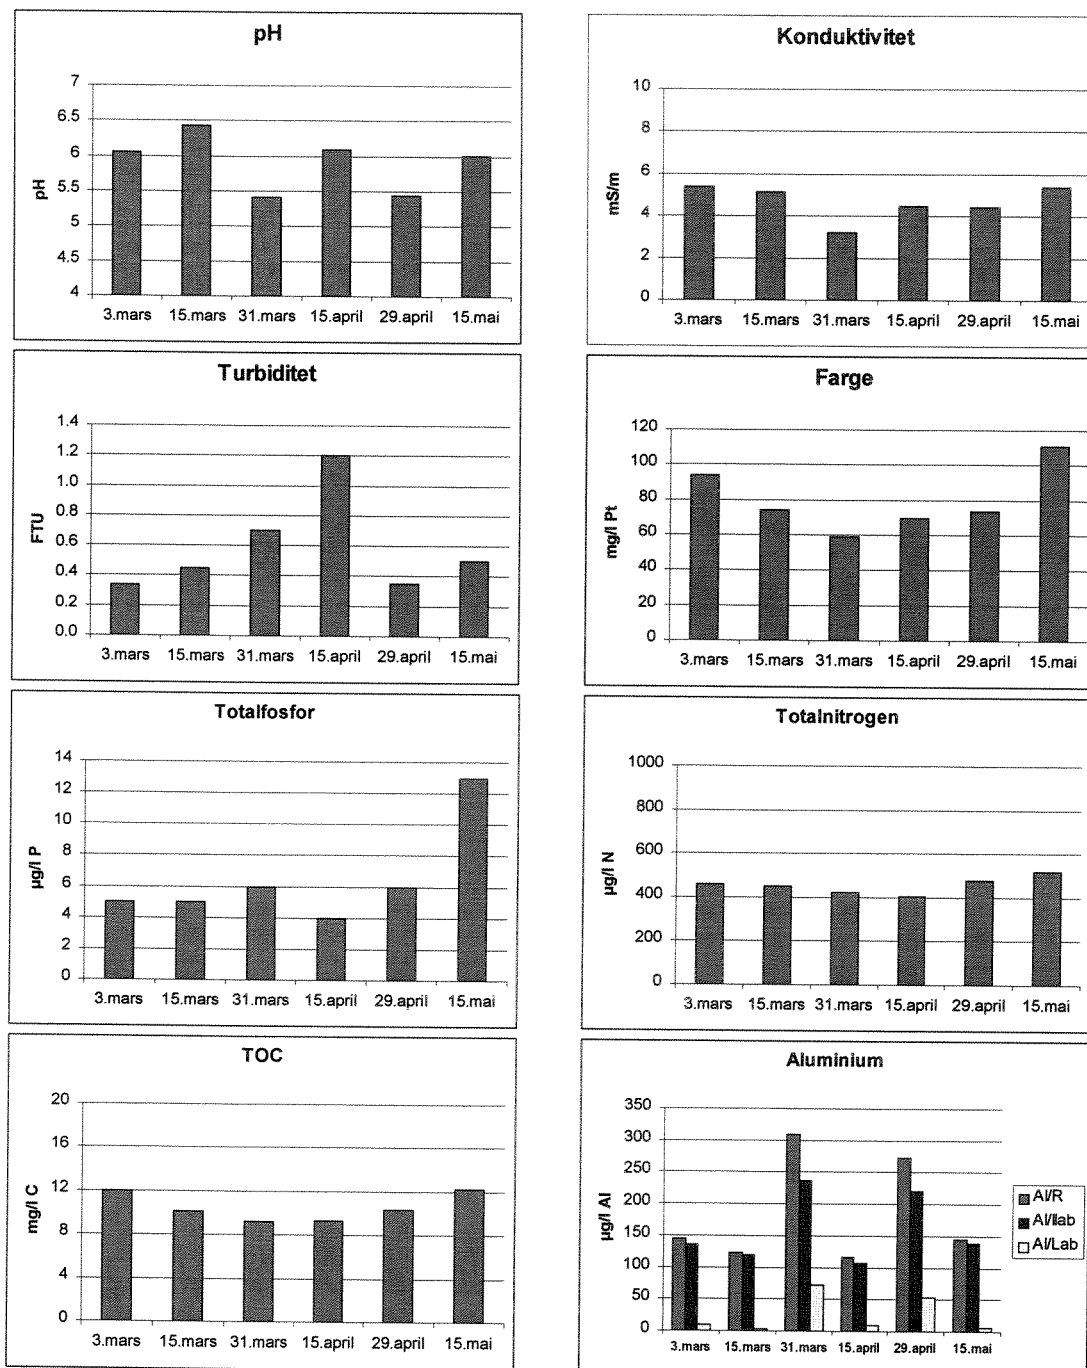 pH
7
6.5
6
5.5
5
4.5
4
pH
3.mars 15.mars 31.mars 15.april 29.april 15.mai
Konduktivitet
10
8
6
4
2
0
mS/m
3.mars 15.mars 31.mars 15.april 29.april 15.mai
Turbiditet
1.4
1.2
1.0
0.8
0.6
0.4
0.2
0.0
FTU
3.mars 15.mars 31.mars 15.april 29.april 15.mai
Farge
120
100
80
60
40
20
0
mg/l Pt
3.mars 15.mars 31.mars 15.april 29.april 15.mai
Totalfosfor
14
12
10
8
6
4
2
0
µg/l P
3.mars 15.mars 31.mars 15.april 29.april 15.mai
Totalnitrogen
1000
800
600
400
200
0
µg/l N
3.mars 15.mars 31.mars 15.april 29.april 15.mai
TOC
20
16
12
8
4
0
mg/l C
3.mars 15.mars 31.mars 15.april 29.april 15.mai
Aluminium
350
300
250
200
150
100
50
0
µg/l Al
3.mars 15.mars 31.mars 15.april 29.april 15.mai
Al/R
Al/Ilab
Al/Lab